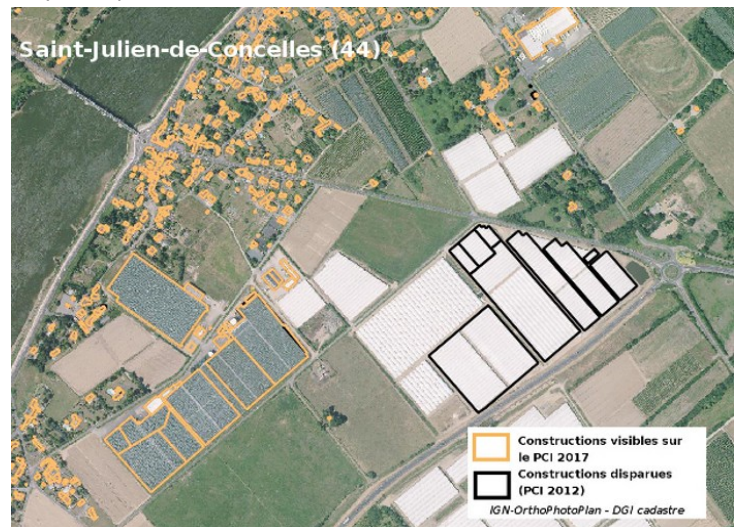 Saint-Julien-de-Concelles (44)
Constructions visibles sur
le PCI 2017
Constructions disparues
(PCI 2012)
IGN-OrthoPhotoPlan - DGI cadastre